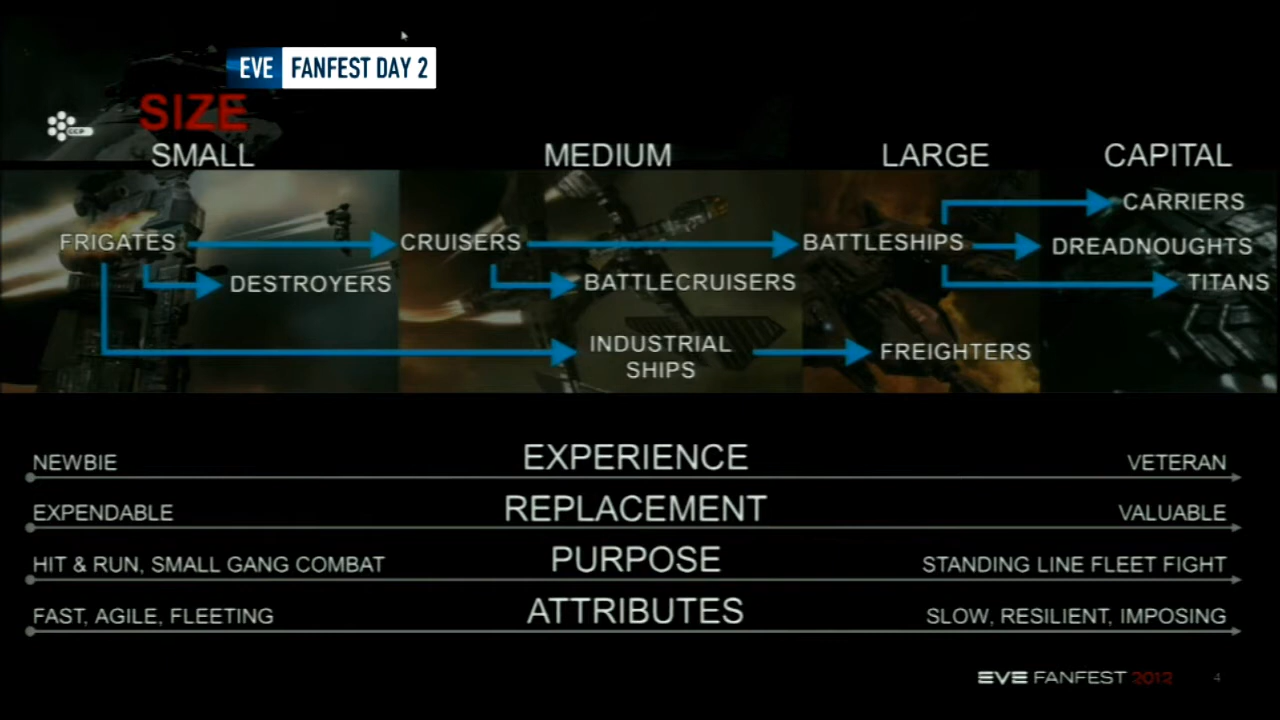 EVE FANFEST DAY 2
SIZE
CCP
SMALL MEDIUM LARGE CAPITAL
CARRIERS
FRIGATES CRUISERS BATTLESHIPS DREADNOUGHTS
DESTROYERS BATTLECRUISERS TITANS
INDUSTRIAL
SHIPS
FREIGHTERS
NEWBIE EXPERIENCE VETERAN
EXPENDABLE REPLACEMENT VALUABLE
HIT & RUN, SMALL GANG COMBAT PURPOSE STANDING LINE FLEET FIGHT
FAST, AGILE, FLEETING ATTRIBUTES SLOW, RESILIENT, IMPOSING
EVE FANFEST 2012 4